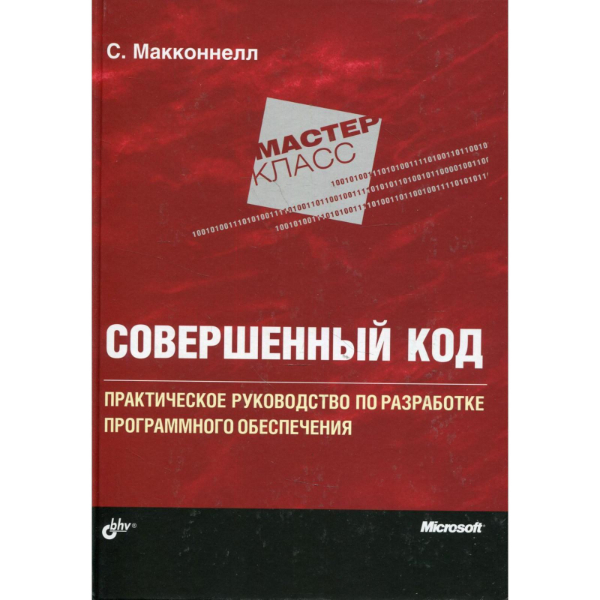 С. Макконнелл
МАСТЕР
КЛАСС
СОВЕРШЕННЫЙ КОД
ПРАКТИЧЕСКОЕ РУКОВОДСТВО ПО РАЗРАБОТКЕ
ПРОГРАММНОГО ОБЕСПЕЧЕНИЯ
bhv®
Microsoft